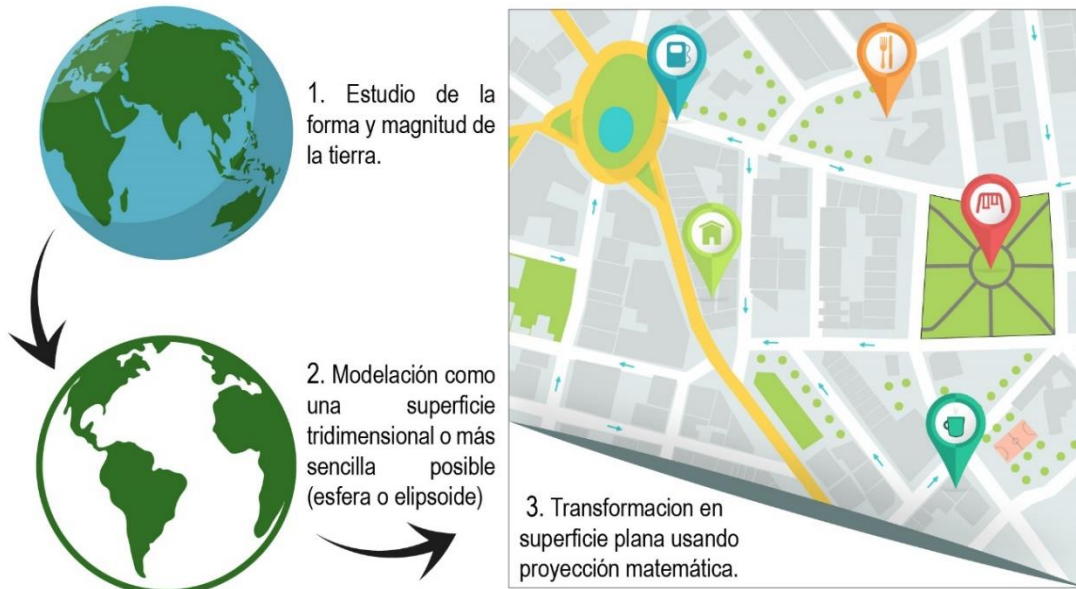 1. Estudio de la
forma y magnitud de
la tierra.
2. Modelación como
una superficie
tridimensional o más
sencilla posible
(esfera o elipsoide)
3. Transformacion en
superficie plana usando
proyección matemática.